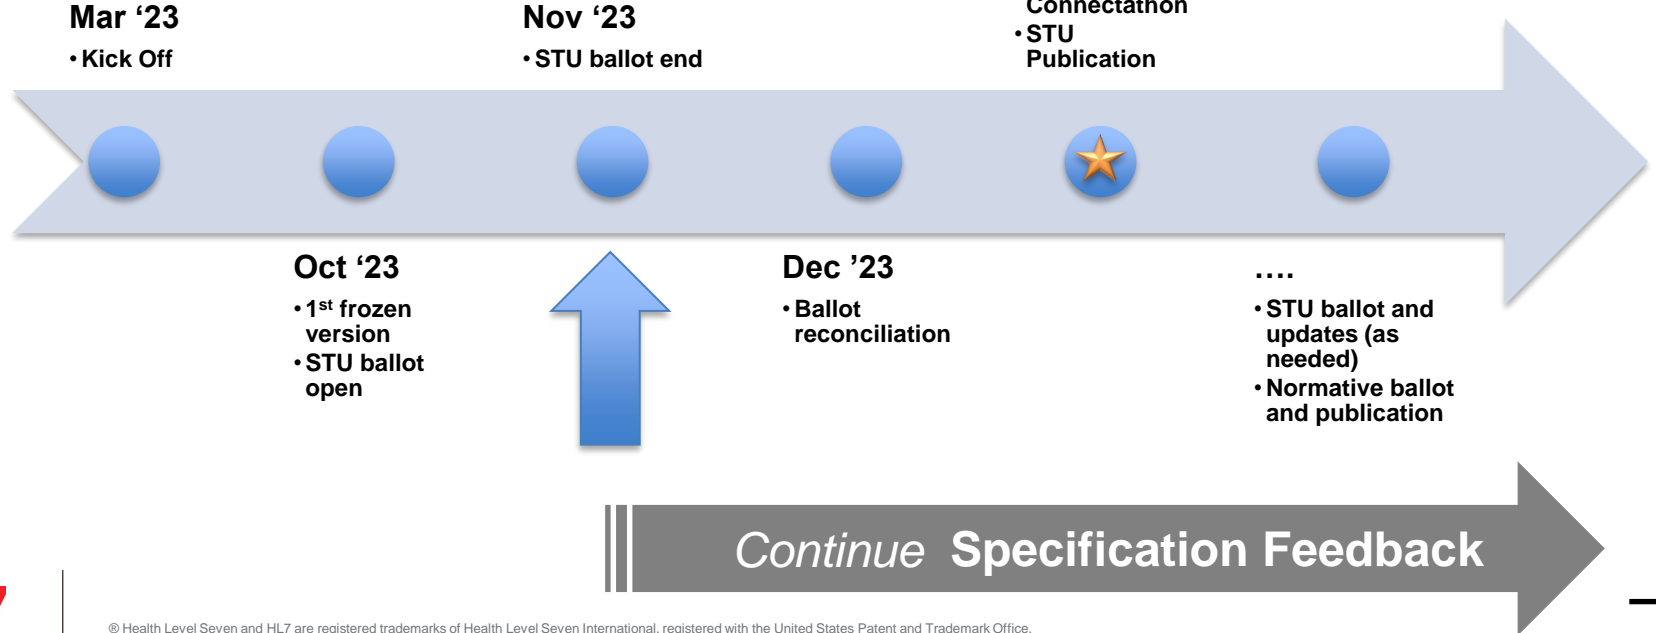 Mar ‘23
• Kick Off
Nov ‘23
• STU ballot end
Connectathon
• STU
Publication
Oct ‘23
• 1st frozen
version
• STU ballot
open
Dec ’23
• Ballot
reconciliation
….
• STU ballot and
updates (as
needed)
• Normative ballot
and publication
Continue Specification Feedback
® Health Level Seven and HL7 are registered trademarks of Health Level Seven International, registered with the United States Patent and Trademark Office.